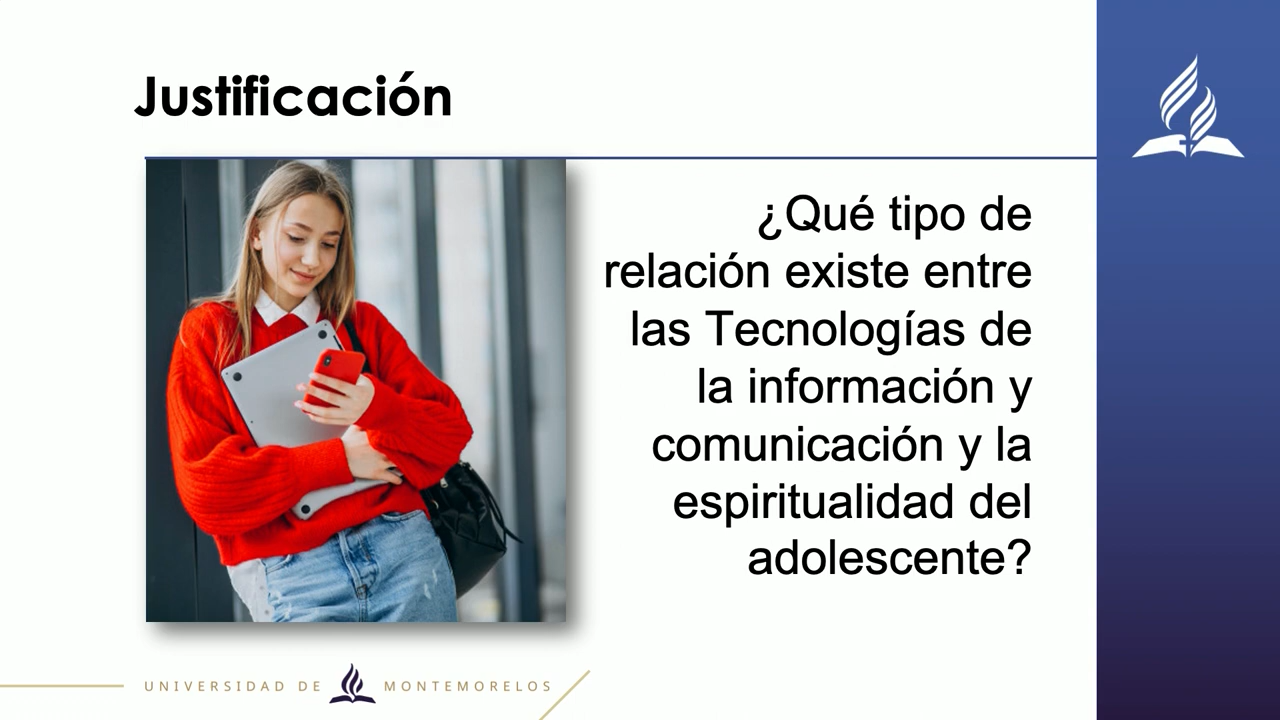 Justificación
¿Qué tipo de
relación existe entre
las Tecnologías de
la información y
comunicación y la
espiritualidad del
adolescente?
UNIVERSIDAD DE MONTEMORELOS